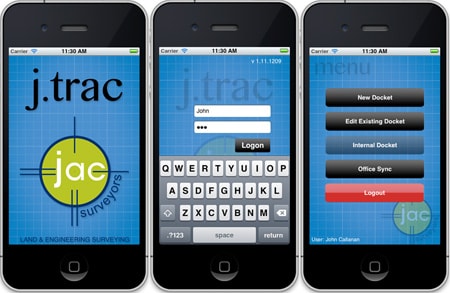 Carrier 11:30 AM
j.trac
jac
surveyors
LAND & ENGINEERING SURVEYING
Carrier 11:30 AM
v 1.11.1209
j.trac
John
•••
Logon
Q W E R T Y U I O P
A S D F G H J K L
Z X C V B N M
.?123 space return
Carrier 11:30 AM
menu
New Docket
Edit Existing Docket
Internal Docket
Office Sync
Logout
jac
surveyors
User: John Callanan